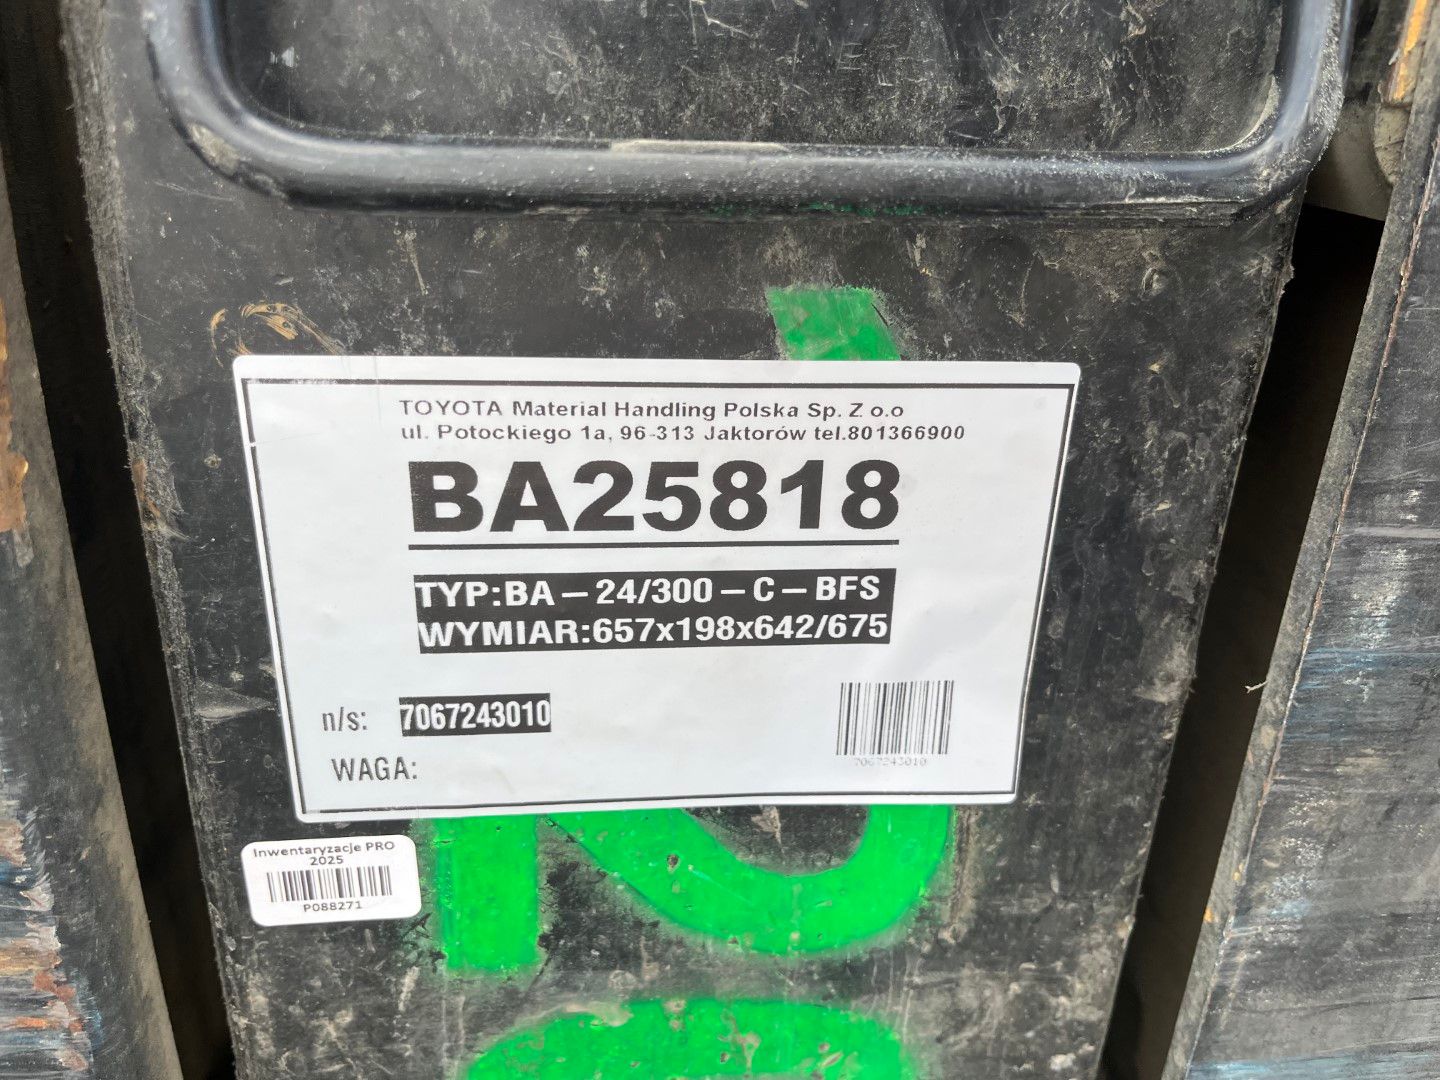 TOYOTA Material Handling Polska Sp. Z o.o
ul. Potockiego 1a, 96-313 Jaktorów tel.801366900
BA25818
TYP:BA – 24/300 – C – BFS
WYMIAR:657x198x642/675
n/s: 7067243010
7067243010
WAGA:
Inwentaryzacje PRO
2025
P088271